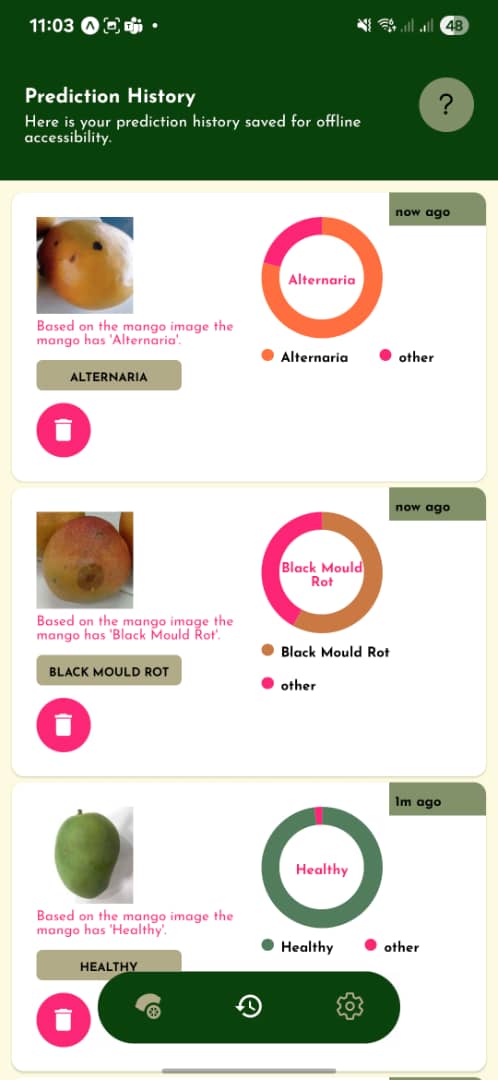 11:03
48
Prediction History
Here is your prediction history saved for offline
accessibility.
?
now ago
Alternaria
Based on the mango image the
mango has 'Alternaria'.
Alternaria
other
ALTERNARIA
now ago
Black Mould
Rot
Based on the mango image the
mango has 'Black Mould Rot'.
Black Mould Rot
other
BLACK MOULD ROT
1m ago
Healthy
Based on the mango image the
mango has 'Healthy'.
Healthy
other
HEALTHY